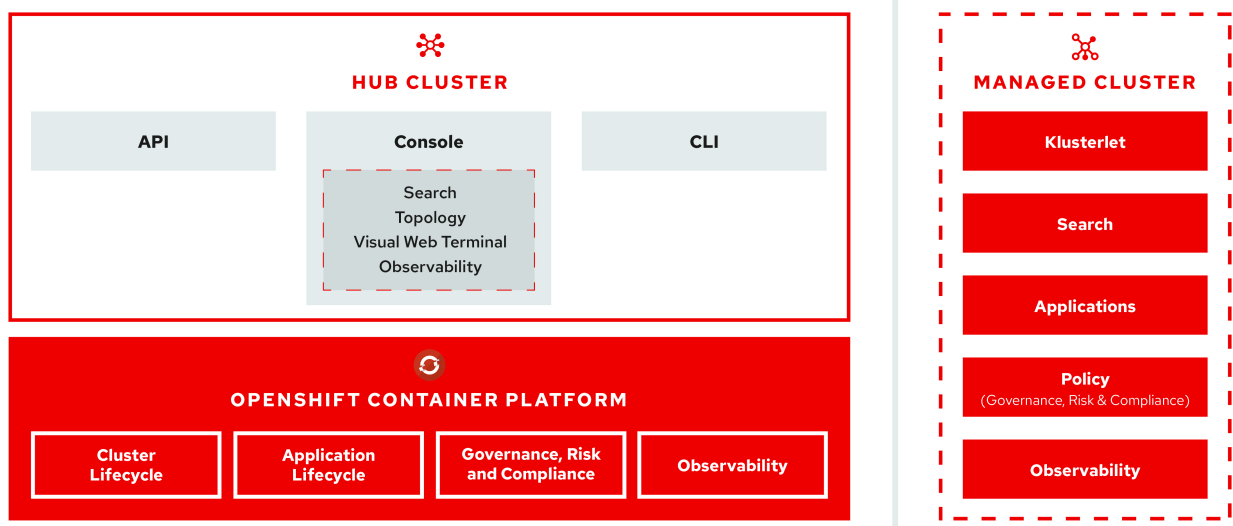 HUB CLUSTER
API
Console
CLI
Search
Topology
Visual Web Terminal
Observability
OPENSHIFT CONTAINER PLATFORM
Cluster
Lifecycle
Application
Lifecycle
Governance, Risk
and Compliance
Observability
MANAGED CLUSTER
Klusterlet
Search
Applications
Policy
(Governance, Risk & Compliance)
Observability